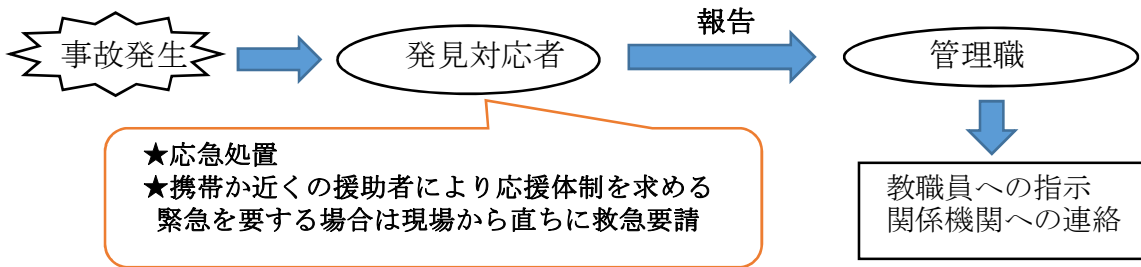 報告
事故発生
発見対応者
管理職
★応急処置
★携帯か近くの援助者により応援体制を求める
緊急を要する場合は現場から直ちに救急要請
教職員への指示
関係機関への連絡